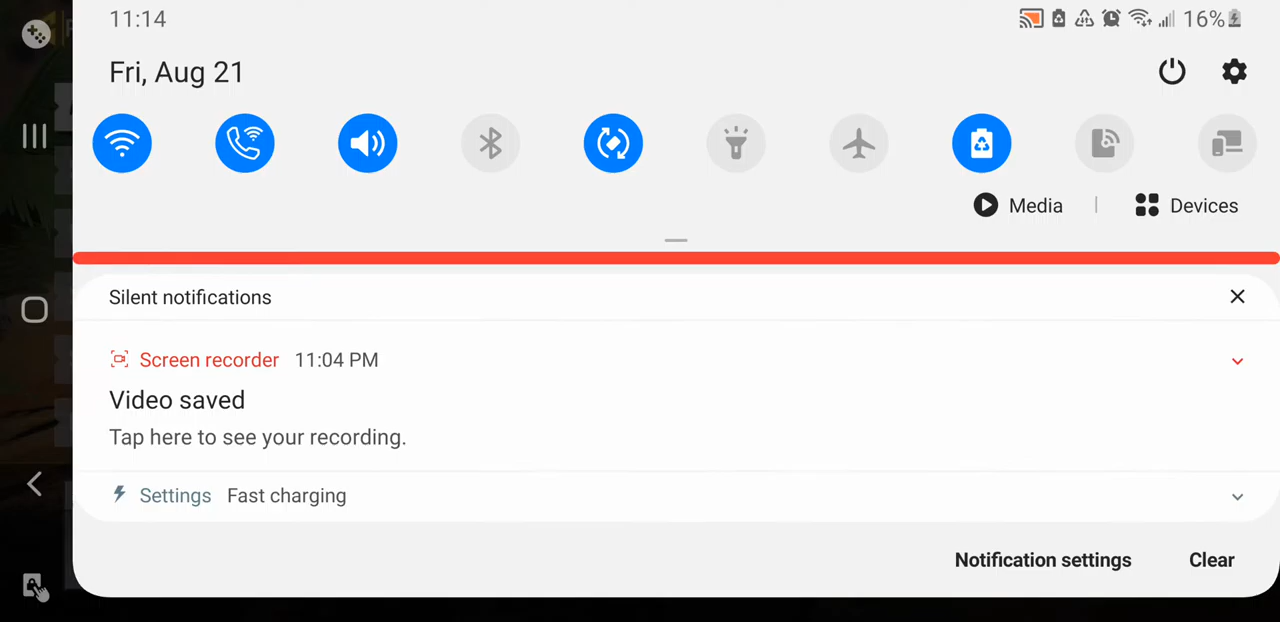 11:14
16%
Fri, Aug 21
Media
Devices
Silent notifications
Screen recorder 11:04 PM
Video saved
Tap here to see your recording.
Settings Fast charging
Notification settings
Clear